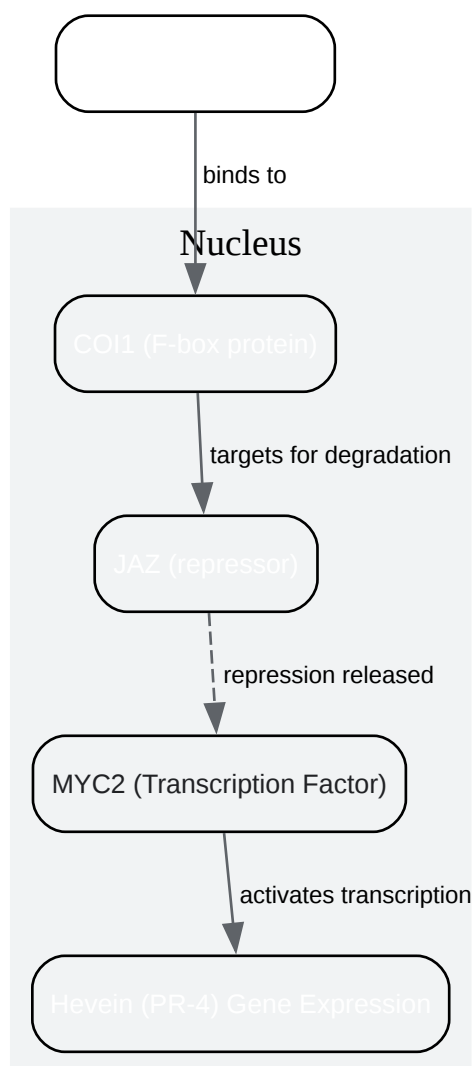 binds to
Nucleus
COI1 (F-box protein)
targets for degradation
JAZ (repressor)
repression released
MYC2 (Transcription Factor)
activates transcription
Hevein (PR-4) Gene Expression